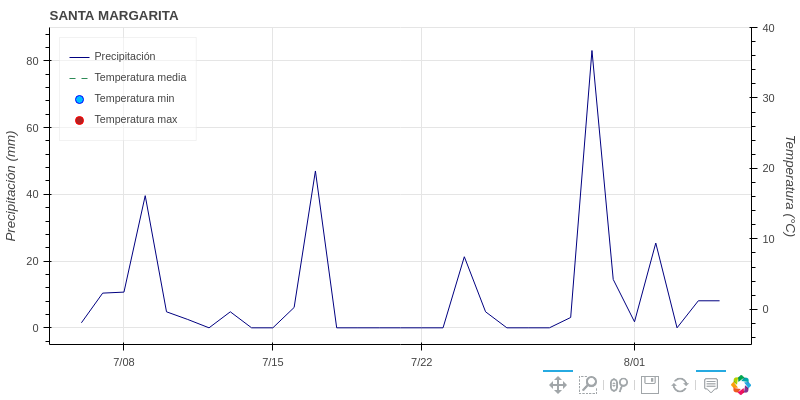 SANTA MARGARITA
Precipitación
Temperatura media
Temperatura min
Temperatura max
Precipitación (mm)
80
60
40
20
0
Temperatura (°C)
40
30
20
10
0
7/08
7/15
7/22
8/01